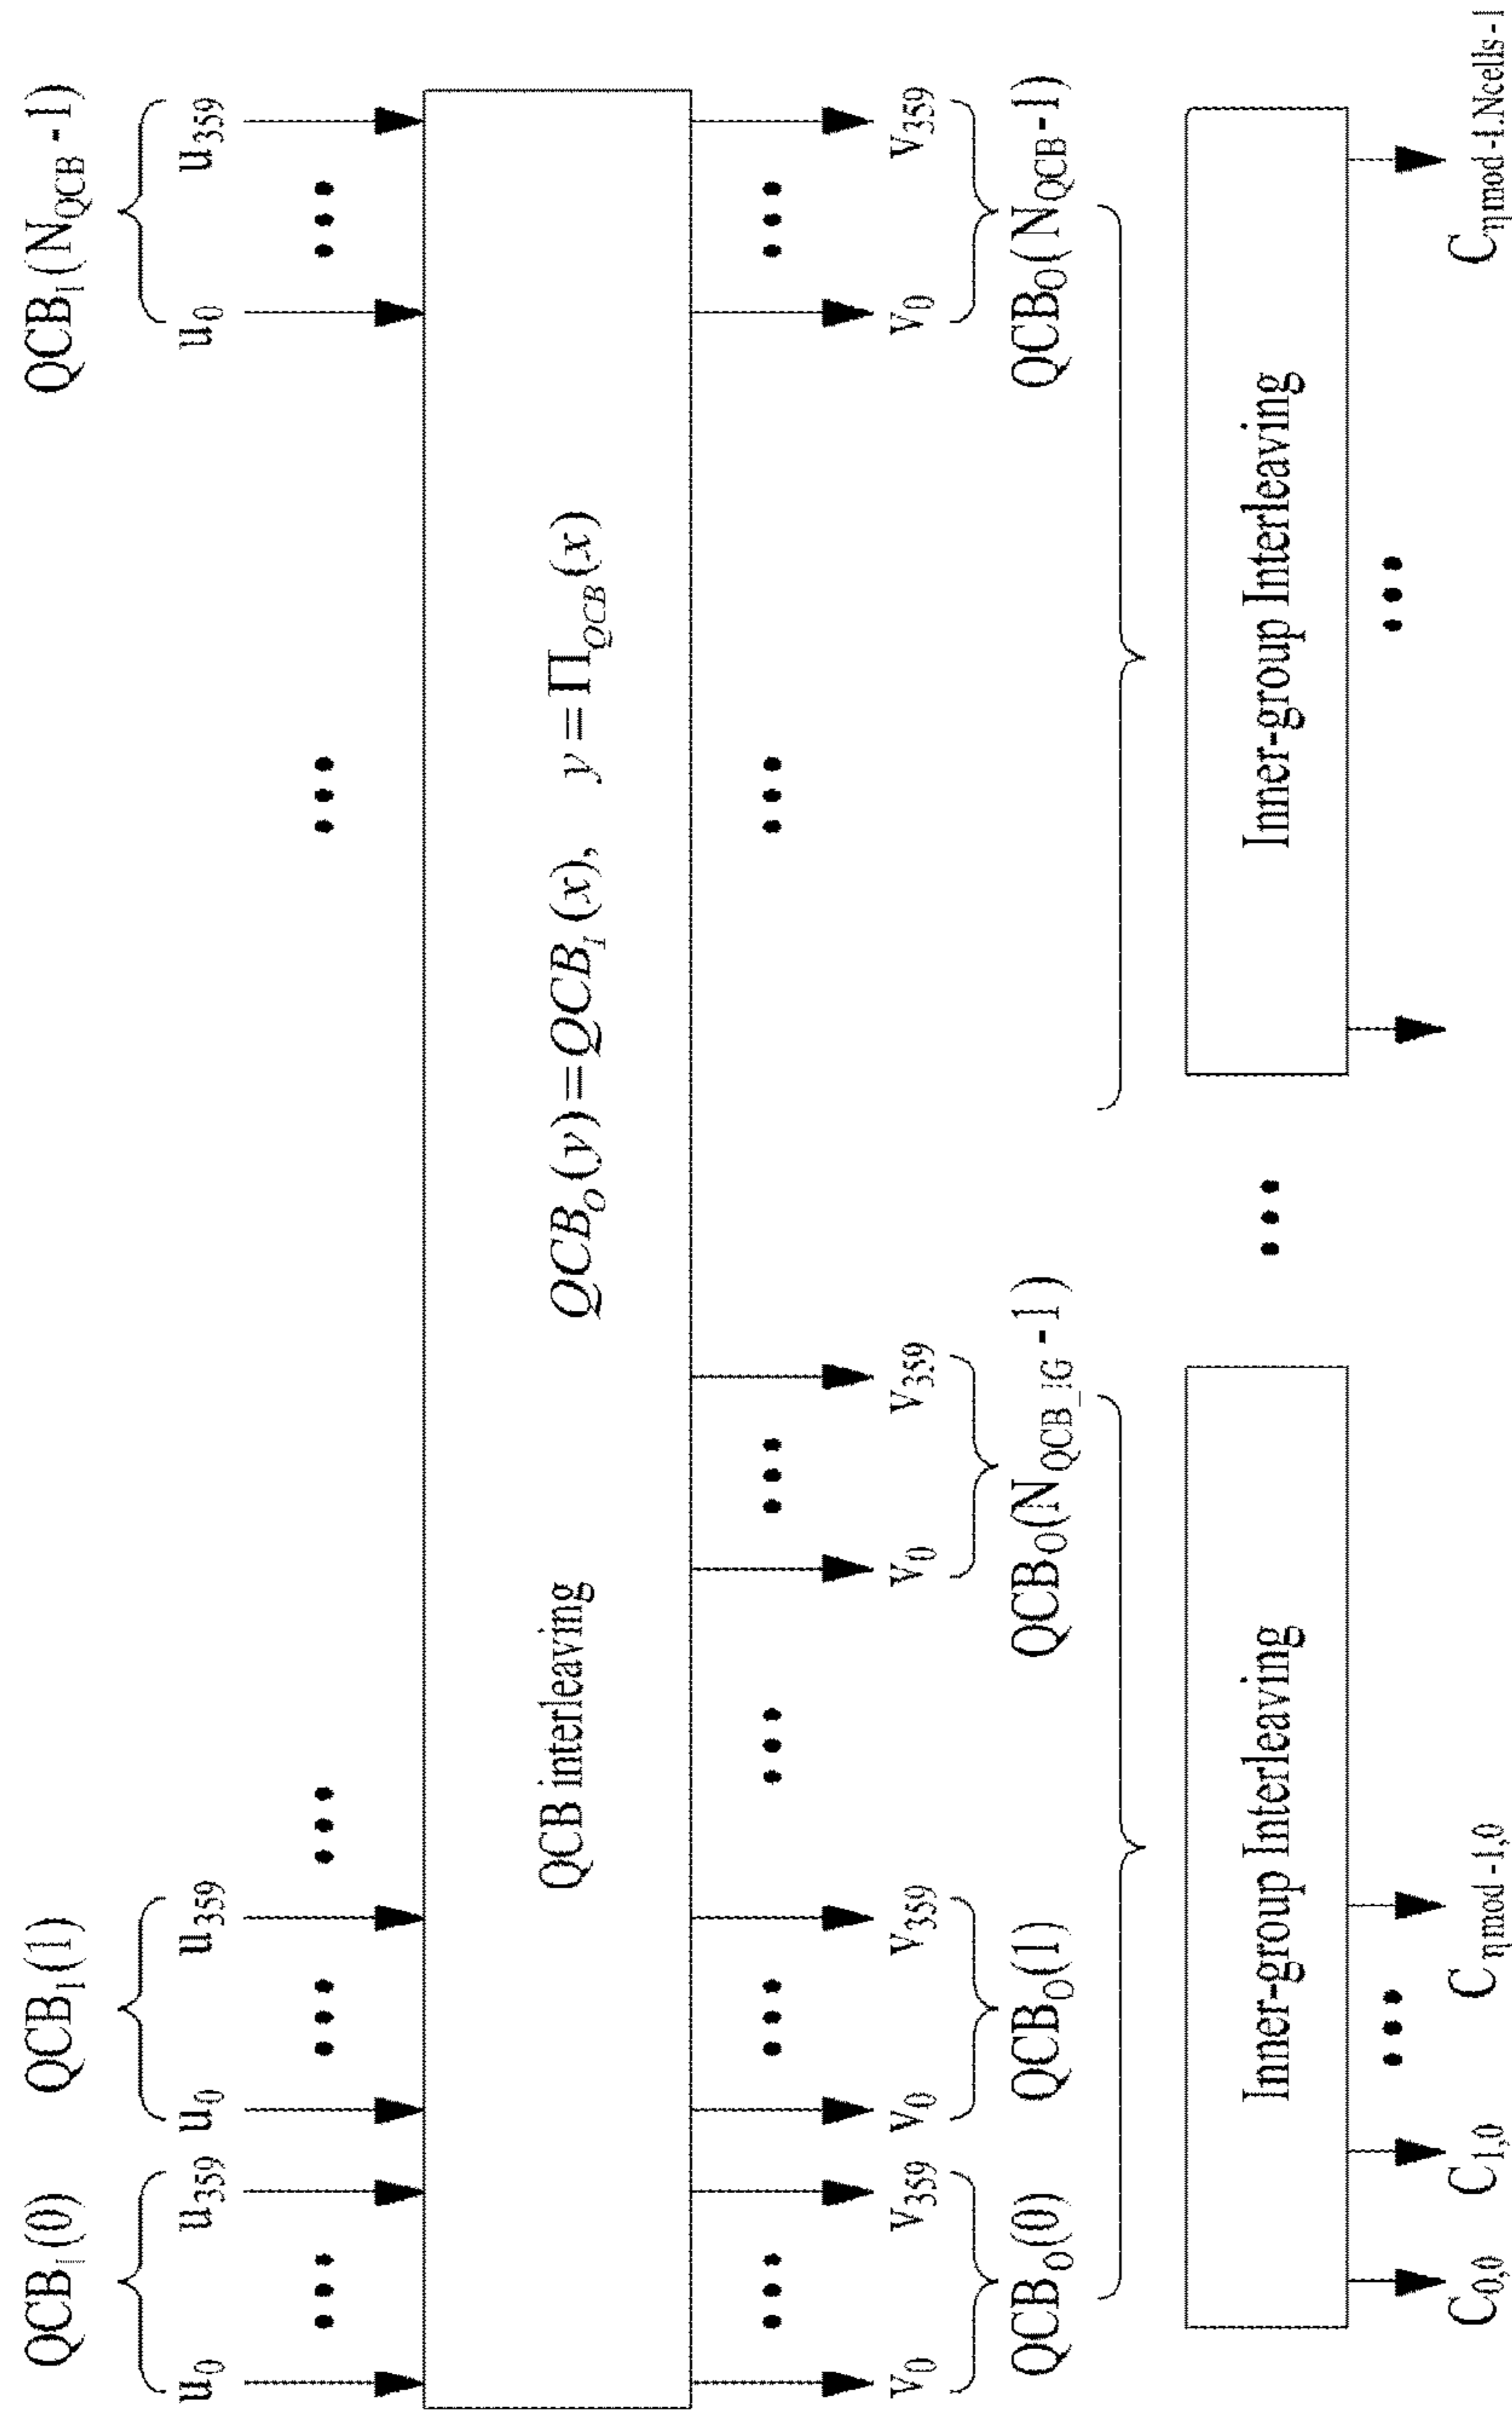 QCB_I(0) QCB_I(1) QCB_I(N_QCB-1)
u_0 u_359 u_0 u_359 u_0 u_359
QCB interleaving QCB_O(y)=QCB_I(x), y=Π_QCB(x)
v_0 v_359 v_0 v_359 v_0 v_359 v_0 v_359
QCB_O(0) QCB_O(1) QCB_O(N_QCB_IG-1) QCB_O(N_QCB-1)
Inner-group Interleaving Inner-group Interleaving
C_0,0 C_1,0 C_ηmod-1,0 C_ηmod-1.Ncells-1